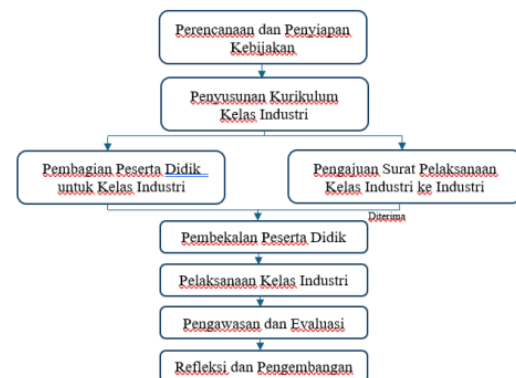 Perencanaan dan Penyiapan
Kebijakan
Penyusunan Kurikulum
Kelas Industri
Pembagian Peserta Didik
untuk Kelas Industri
Pengajuan Surat Pelaksanaan
Kelas Industri ke Industri
Diterima
Pembekalan Peserta Didik
Pelaksanaan Kelas Industri
Pengawasan dan Evaluasi
Refleksi dan Pengembangan